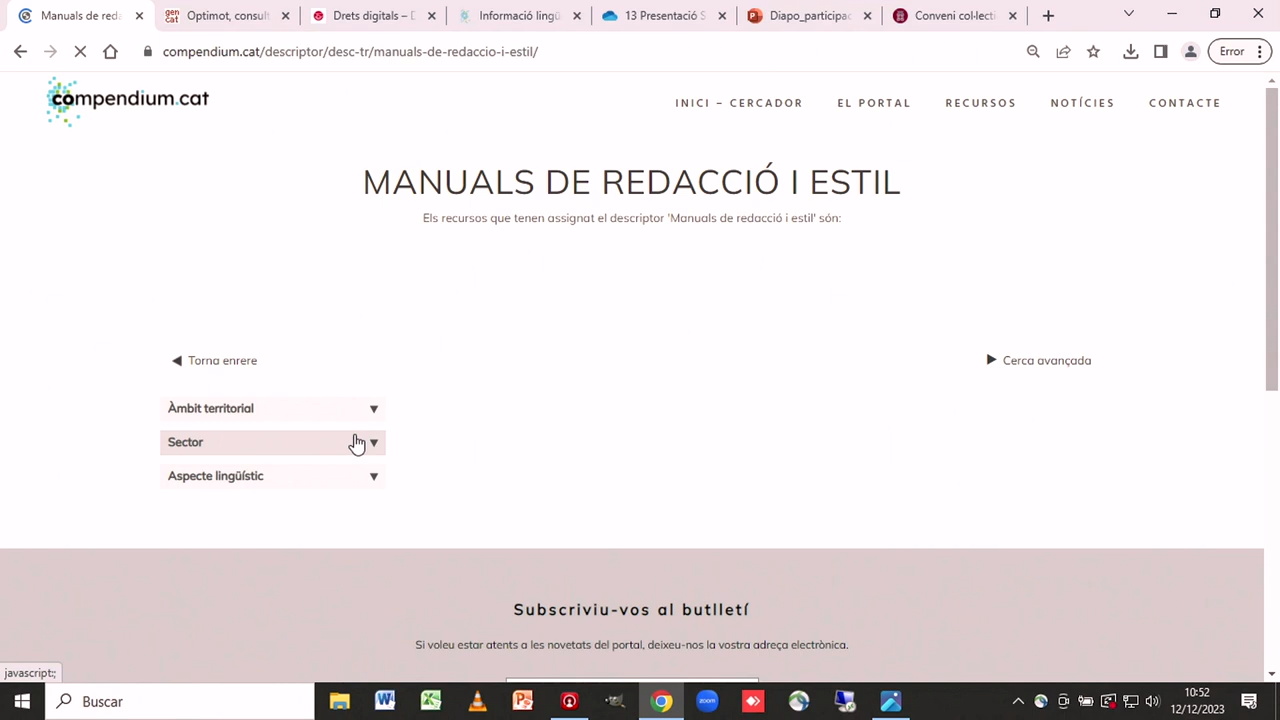 Manuals de reda
Optimot, consult
Drets digitals – D
Informació lingü
13 Presentació S
Diapo_participac
Conveni col·lecti
compendium.cat/descriptor/desc-tr/manuals-de-redaccio-i-estil/
Error
compendium.cat
INICI – CERCADOR
EL PORTAL
RECURSOS
NOTÍCIES
CONTACTE
MANUALS DE REDACCIÓ I ESTIL
Els recursos que tenen assignat el descriptor 'Manuals de redacció i estil' són:
Torna enrere
Cerca avançada
Àmbit territorial
Sector
Aspecte lingüístic
Subscriviu-vos al butlletí
Si voleu estar atents a les novetats del portal, deixeu-nos la vostra adreça electrònica.
javascript:;
Buscar
zoom
10:52
12/12/2023